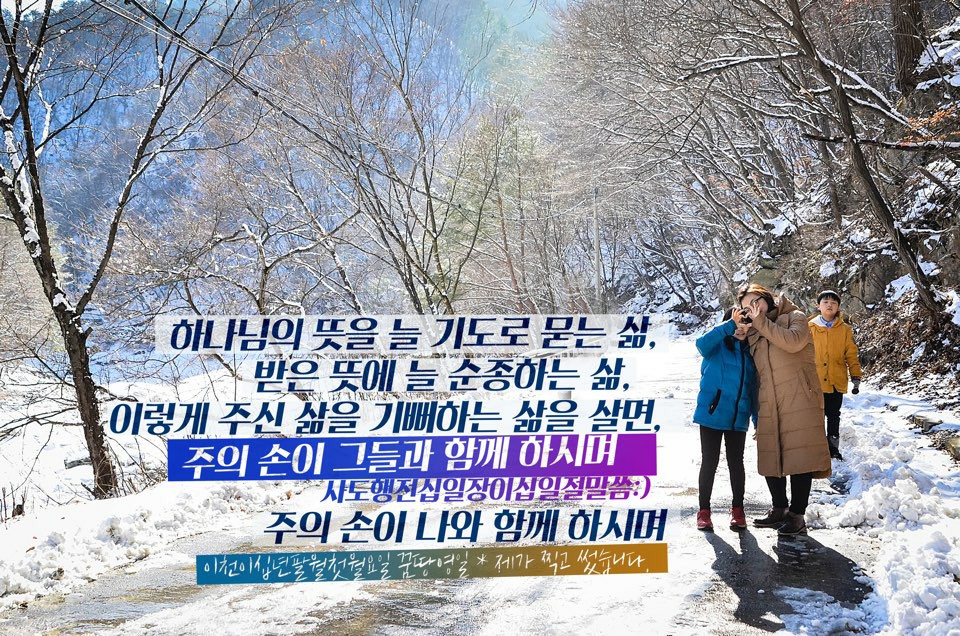 하나님의 뜻을 늘 기도로 묻는 삶,
받은 뜻에 늘 순종하는 삶,
이렇게 주신 삶을 기뻐하는 삶을 살면,
주의 손이 그들과 함께 하시며
사도행전십일장이십일절말씀:)
주의 손이 나와 함께 하시며
이천이십년팔월첫월요일 꿈땅영일 * 제가 찍고 썼습니다.